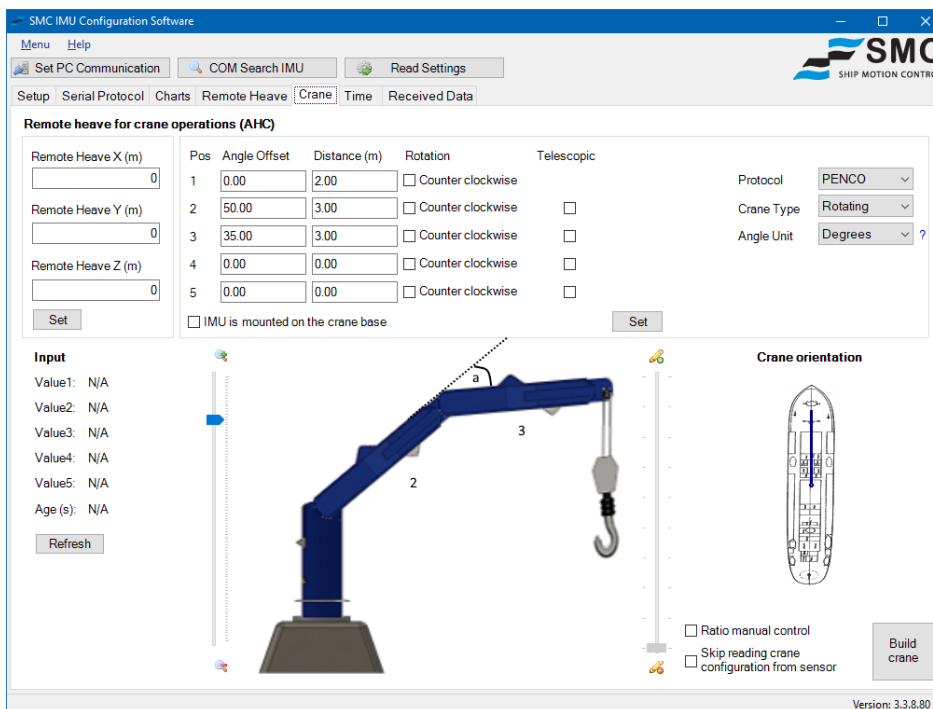 SMC IMU Configuration Software
Menu Help
Set PC Communication COM Search IMU Read Settings
SMC
SHIP MOTION CONTR
Setup Serial Protocol Charts Remote Heave Crane Time Received Data
Remote heave for crane operations (AHC)
Remote Heave X (m)
0
Remote Heave Y (m)
0
Remote Heave Z (m)
0
Set
Pos Angle Offset Distance (m) Rotation Telescopic
1 0.00 2.00 Counter clockwise
2 50.00 3.00 Counter clockwise
3 35.00 3.00 Counter clockwise
4 0.00 0.00 Counter clockwise
5 0.00 0.00 Counter clockwise
IMU is mounted on the crane base Set
Protocol PENCO
Crane Type Rotating
Angle Unit Degrees ?
Input
Value1: N/A
Value2: N/A
Value3: N/A
Value4: N/A
Value5: N/A
Age (s): N/A
Refresh
a
3
2
Crane orientation
Ratio manual control
Skip reading crane
configuration from sensor
Build
crane
Version: 3.3.8.80